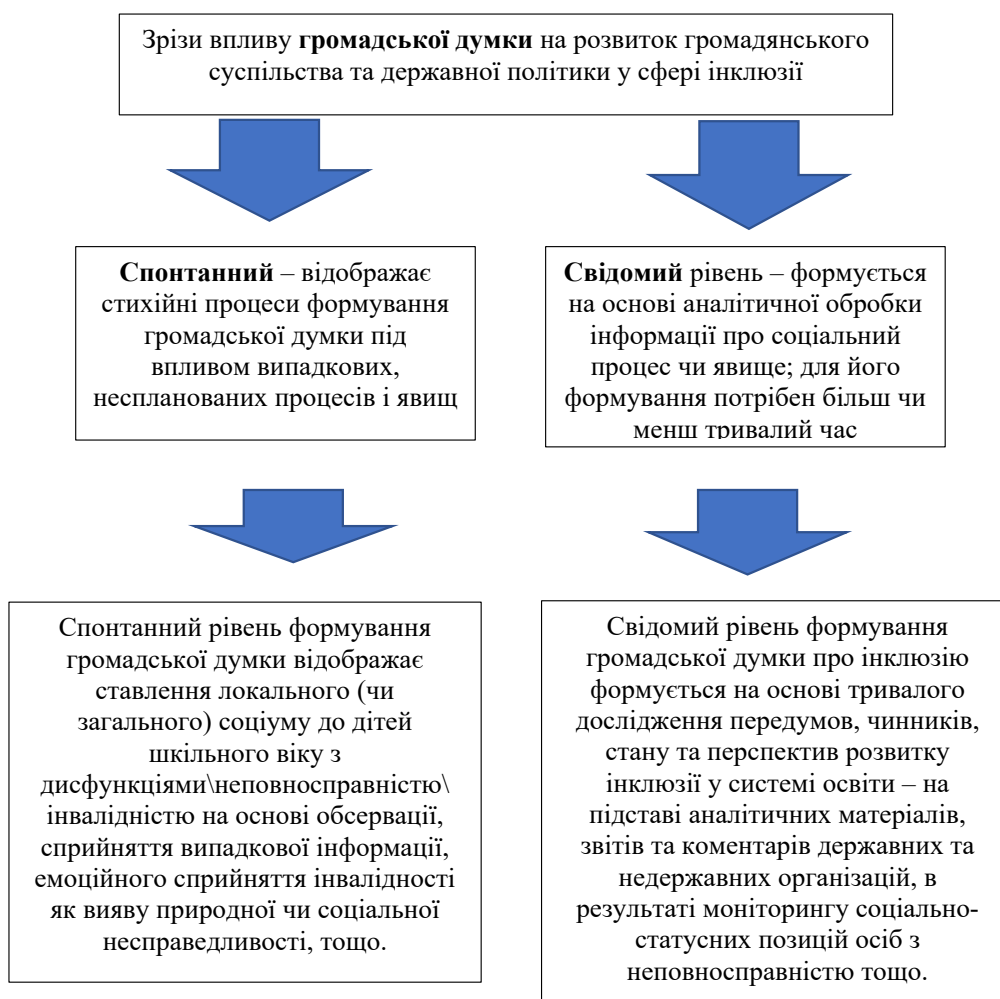 Зрізи впливу громадської думки на розвиток громадянського
суспільства та державної політики у сфері інклюзії
Спонтанний – відображає
стихійні процеси формування
громадської думки під
впливом випадкових,
неспланованих процесів і явищ
Свідомий рівень – формується
на основі аналітичної обробки
інформації про соціальний
процес чи явище; для його
формування потрібен більш чи
менш тривалий час
Спонтанний рівень формування
громадської думки відображає
ставлення локального (чи
загального) соціуму до дітей
шкільного віку з
дисфункціями\неповносправністю\
інвалідністю на основі обсервації,
сприйняття випадкової інформації,
емоційного сприйняття інвалідності
як вияву природної чи соціальної
несправедливості, тощо.
Свідомий рівень формування
громадської думки про інклюзію
формується на основі тривалого
дослідження передумов, чинників,
стану та перспектив розвитку
інклюзії у системі освіти – на
підставі аналітичних матеріалів,
звітів та коментарів державних та
недержавних організацій, в
результаті моніторингу соціально-
статусних позицій осіб з
неповносправністю тощо.